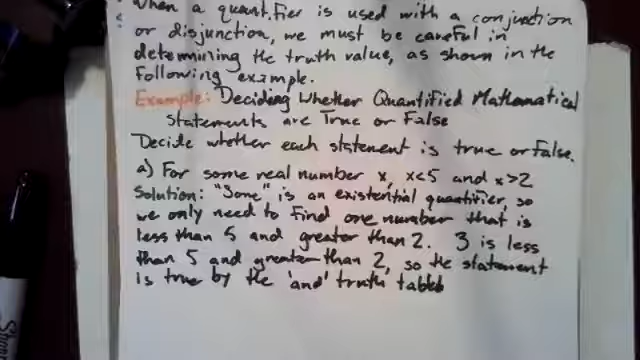 When a quantifier is used with a conjunction
or disjunction, we must be careful in
determining the truth value, as shown in the
following example.
Example: Deciding Whether Quantified Mathematical
Statements are True or False
Decide whether each statement is true or false.
a) For some real number x, x<5 and x>2
Solution: "Some" is an existential quantifier, so
we only need to find one number that is
less than 5 and greater than 2. 3 is less
than 5 and greater than 2, so the statement
is true by the 'and' truth table